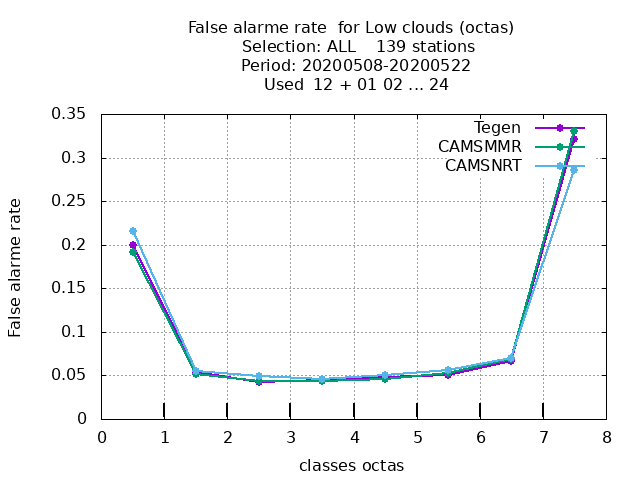 False alarme rate  for Low clouds (octas)
Selection: ALL    139 stations
Period: 20200508-20200522
Used  12 + 01 02 ... 24
Tegen
CAMSMMR
CAMSNRT
0.35
0.3
0.25
0.2
0.15
0.1
0.05
0
False alarme rate
0 1 2 3 4 5 6 7 8
classes octas